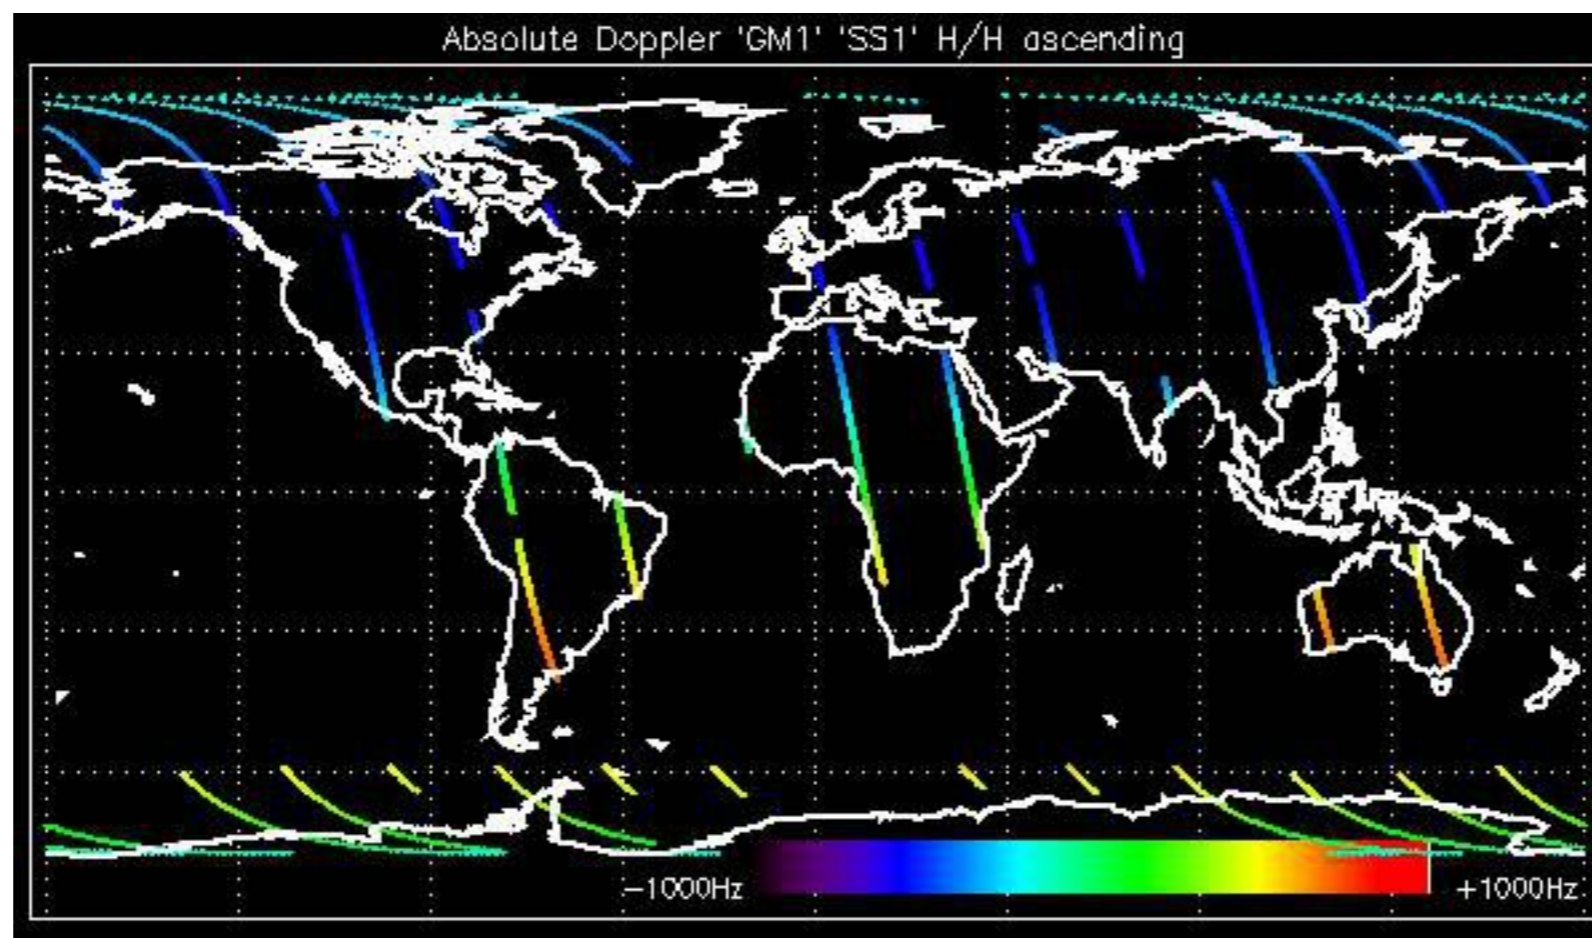 Absolute Doppler 'GM1' 'SS1' H/H ascending
−1000Hz
+1000Hz